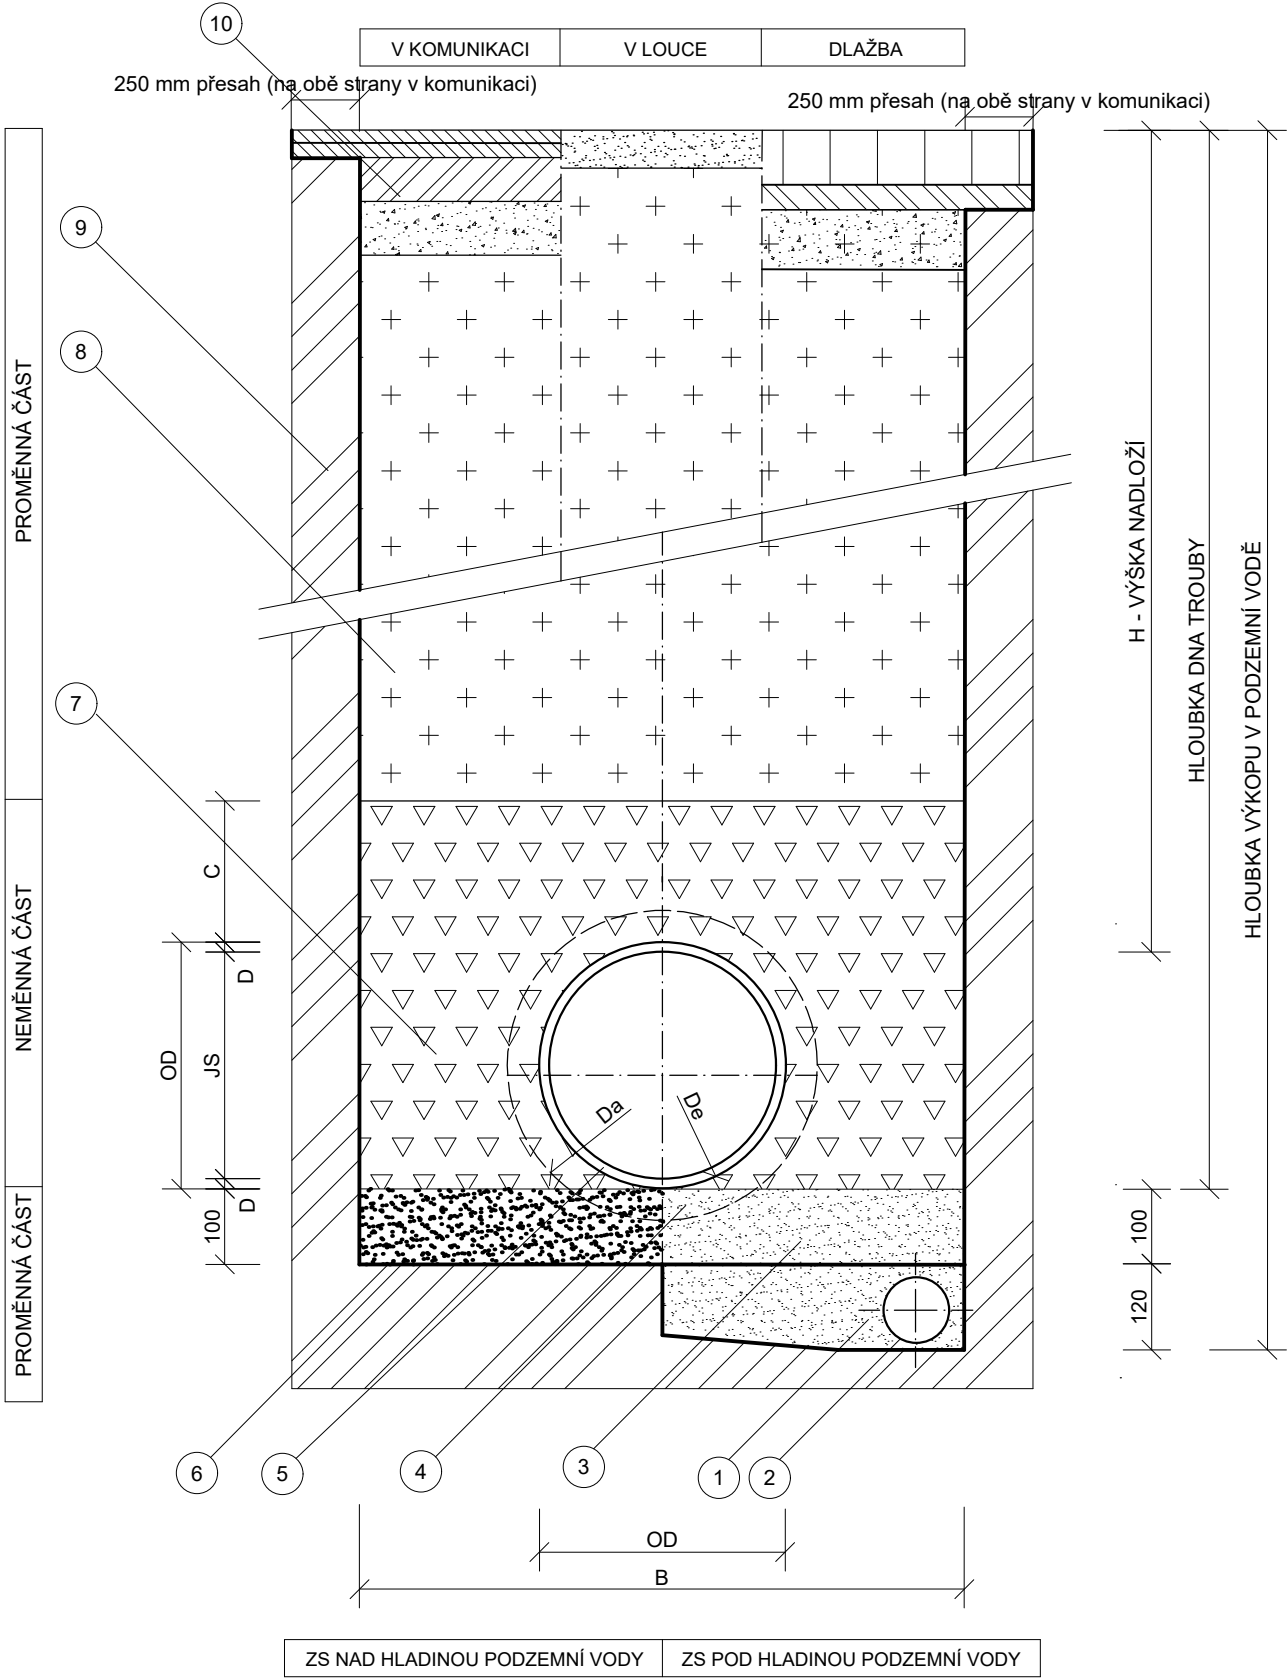 10
V KOMUNIKACI
V LOUCE
DLAŽBA
250 mm přesah (na obě strany v komunikaci)
250 mm přesah (na obě strany v komunikaci)
9
8
7
PROMĚNNÁ ČÁST
NEMĚNNÁ ČÁST
PROMĚNNÁ ČÁST
C
D
OD
JS
D
100
Da
De
H - VÝŠKA NADLOŽÍ
HLOUBKA DNA TROUBY
HLOUBKA VÝKOPU V PODZEMNÍ VODĚ
100
120
6
5
4
3
1
2
OD
B
ZS NAD HLADINOU PODZEMNÍ VODY
ZS POD HLADINOU PODZEMNÍ VODY